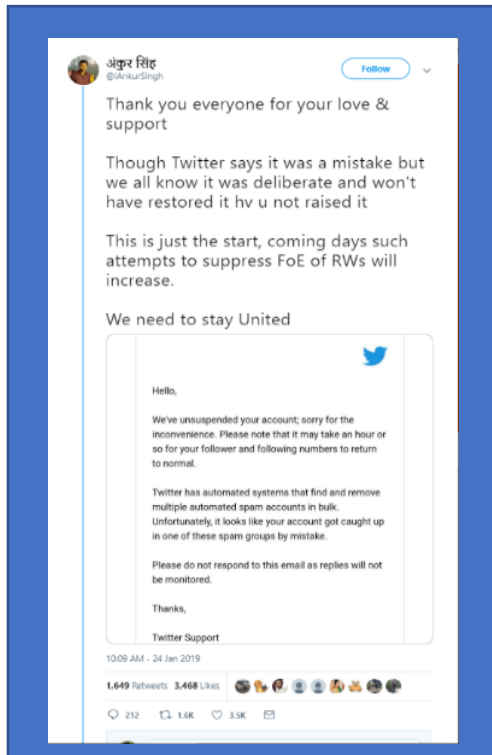 अंकुर सिंह
@iAnkurSingh
Follow
Thank you everyone for your love &
support
Though Twitter says it was a mistake but
we all know it was deliberate and won't
have restored it hv u not raised it
This is just the start, coming days such
attempts to suppress FoE of RWs will
increase.
We need to stay United
Hello,
We've unsuspended your account; sorry for the
inconvenience. Please note that it may take an hour or
so for your follower and following numbers to return
to normal.
Twitter has automated systems that find and remove
multiple automated spam accounts in bulk.
Unfortunately, it looks like your account got caught up
in one of these spam groups by mistake.
Please do not respond to this email as replies will not
be monitored.
Thanks,
Twitter Support
10:09 AM - 24 Jan 2019
1,649 Retweets 3,468 Likes
212 1.6K 3.5K